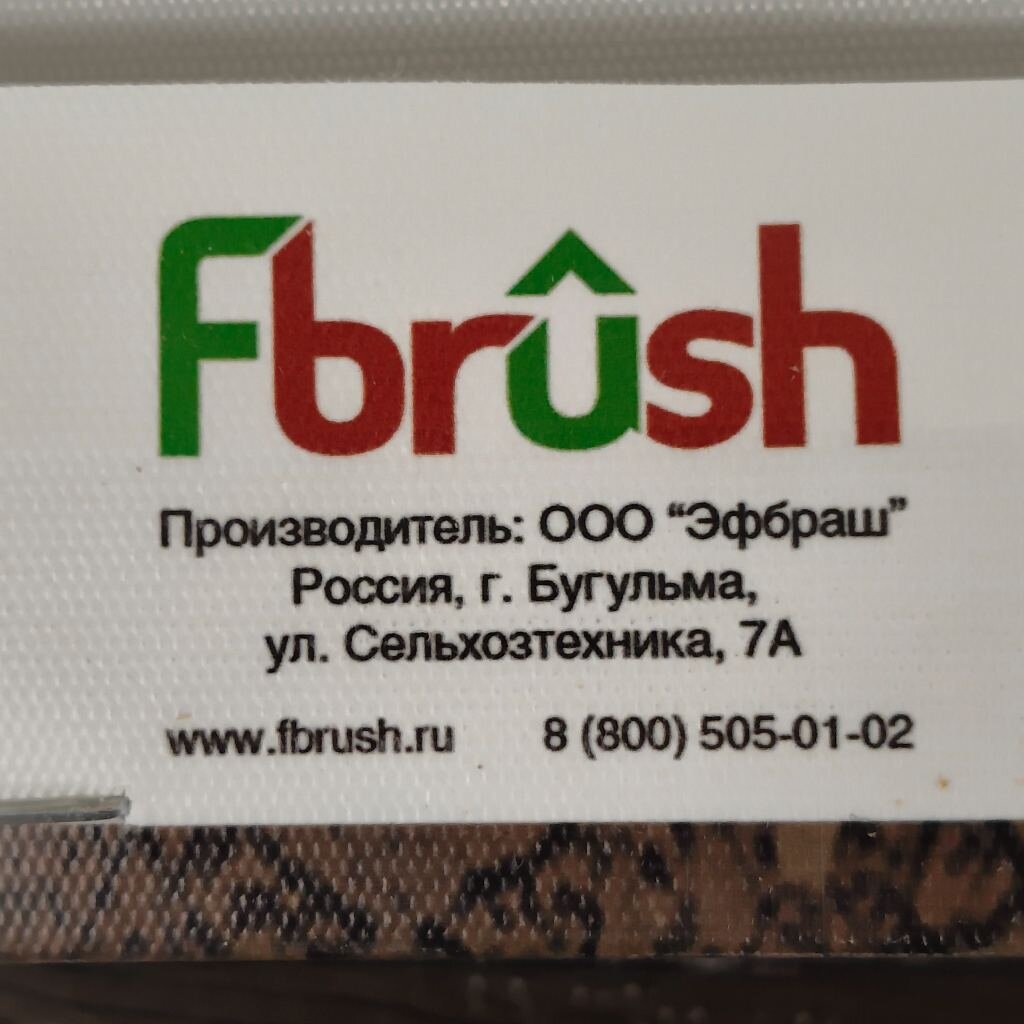 Fbrush
Производитель: ООО “Эфбраш”
Россия, г. Бугульма,
ул. Сельхозтехника, 7А
www.fbrush.ru 8 (800) 505-01-02